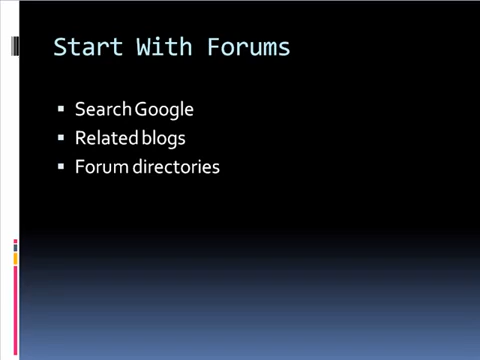 Start With Forums
Search Google
Related blogs
Forum directories